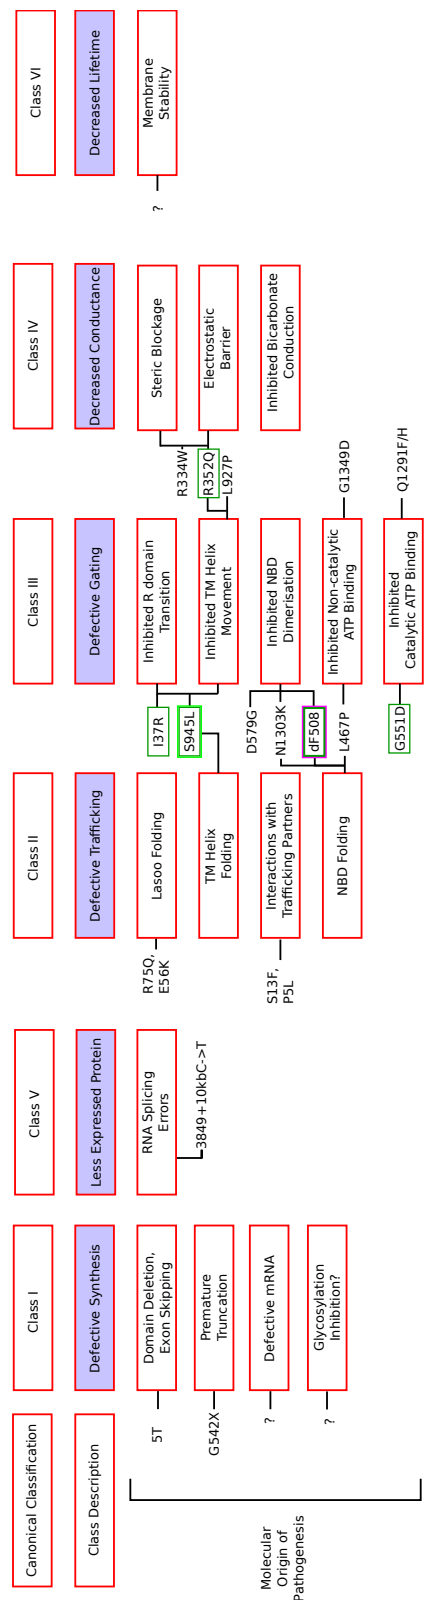 Canonical Classification
Class I
Class V
Class II
Class III
Class IV
Class VI
Class Description
Defective Synthesis
Less Expressed Protein
Defective Trafficking
Defective Gating
Decreased Conductance
Decreased Lifetime
Molecular
Origin of
Pathogenesis
5T
Domain Deletion,
Exon Skipping
G542X
Premature
Truncation
?
Defective mRNA
?
Glycosylation
Inhibition?
RNA Splicing
Errors
3849+10kbC->T
R75Q,
E56K
Lasoo Folding
TM Helix
Folding
S13F,
P5L
Interactions with
Trafficking Partners
NBD Folding
I37R
S945L
D579G
N1303K
dF508
L467P
G551D
Inhibited R domain
Transition
Inhibited TM Helix
Movement
Inhibited NBD
Dimerisation
Inhibited Non-catalytic
ATP Binding
Inhibited
Catalytic ATP Binding
R334W
R352Q
L927P
G1349D
Q1291F/H
Steric Blockage
Electrostatic
Barrier
Inhibited Bicarbonate
Conduction
?
Membrane
Stability